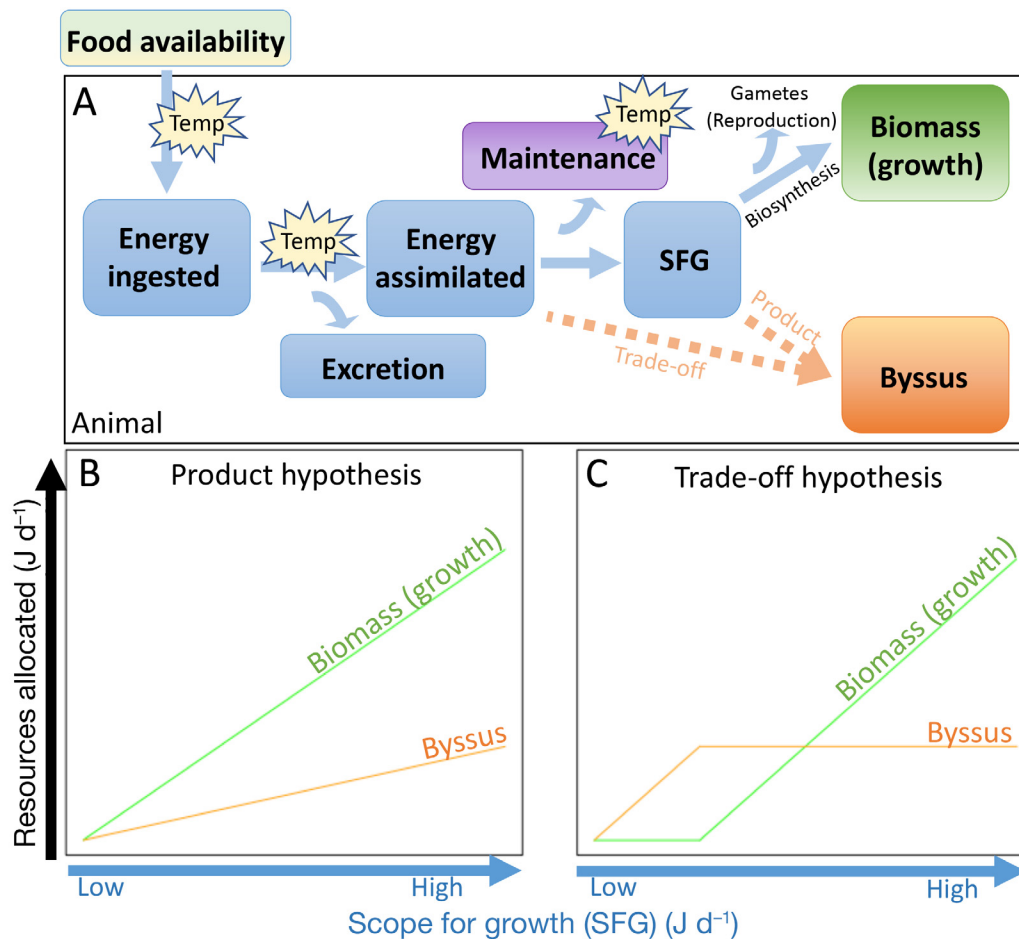 Food availability
A
Temp
Temp
Gametes
(Reproduction)
Biomass
(growth)
Maintenance
Biosynthesis
Energy
ingested
Temp
Energy
assimilated
SFG
Product
Trade-off
Excretion
Byssus
Animal
B
Product hypothesis
C
Trade-off hypothesis
Resources allocated (J d⁻¹)
Biomass (growth)
Byssus
Biomass (growth)
Byssus
Low
High
Low
High
Scope for growth (SFG) (J d⁻¹)